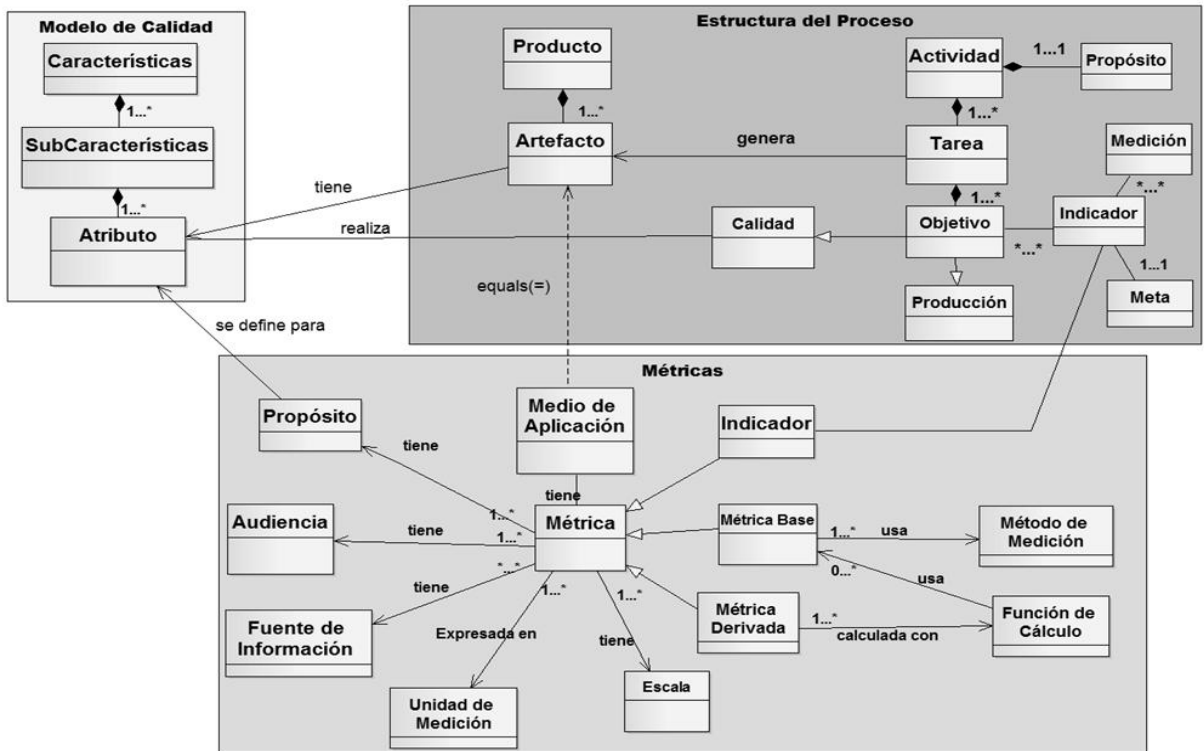 Modelo de Calidad
Características
1...*
SubCaracterísticas
1...*
Atributo
Estructura del Proceso
Producto
1...*
Artefacto
Actividad
1...1
Propósito
1...*
genera
Tarea
Medición
*...*
1...*
tiene
realiza
Calidad
Objetivo
*...*
Indicador
1...1
Meta
Producción
equals(=)
se define para
Métricas
Propósito
tiene
Medio de
Aplicación
Indicador
tiene
1...*
Audiencia
tiene
1...*
Métrica
Métrica Base
1...*
usa
Método de
Medición
*...*
tiene
0...*
usa
Fuente de
Información
1...*
Expresada en
1...*
tiene
Métrica
Derivada
1...*
calculada con
Función de
Cálculo
Unidad de
Medición
Escala